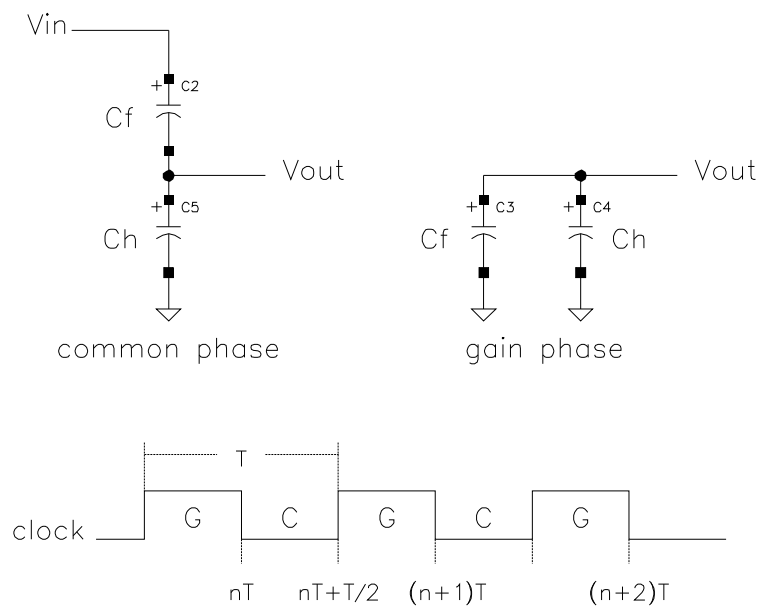 Vin
+ C2
Cf
Vout
+ C5
Ch
Vout
+ C3
+ C4
Cf
Ch
common phase
gain phase
T
clock
G
C
G
C
G
nT
nT+T/2
(n+1)T
(n+2)T